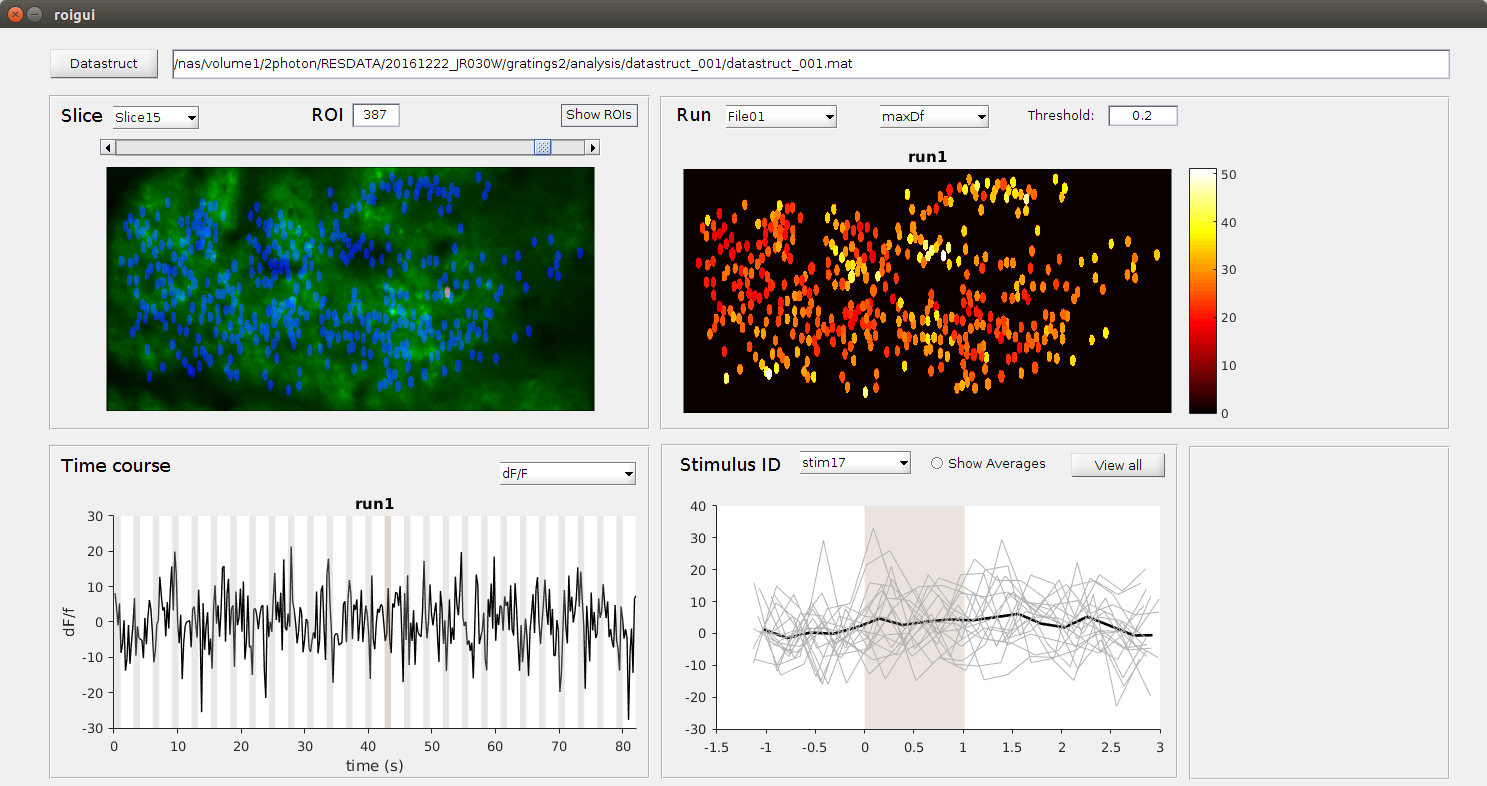 roigui
Datastruct
/nas/volume1/2photon/RESDATA/20161222_JR030W/gratings2/analysis/datastruct_001/datastruct_001.mat
Slice Slice15 ROI 387 Show ROIs
Run File01 maxDf Threshold: 0.2
run1
50
40
30
20
10
0
Time course
dF/F
run1
30
20
10
0
-10
-20
-30
dF/f
0 10 20 30 40 50 60 70 80
time (s)
Stimulus ID stim17 Show Averages View all
40
30
20
10
0
-10
-20
-30
-1.5 -1 -0.5 0 0.5 1 1.5 2 2.5 3